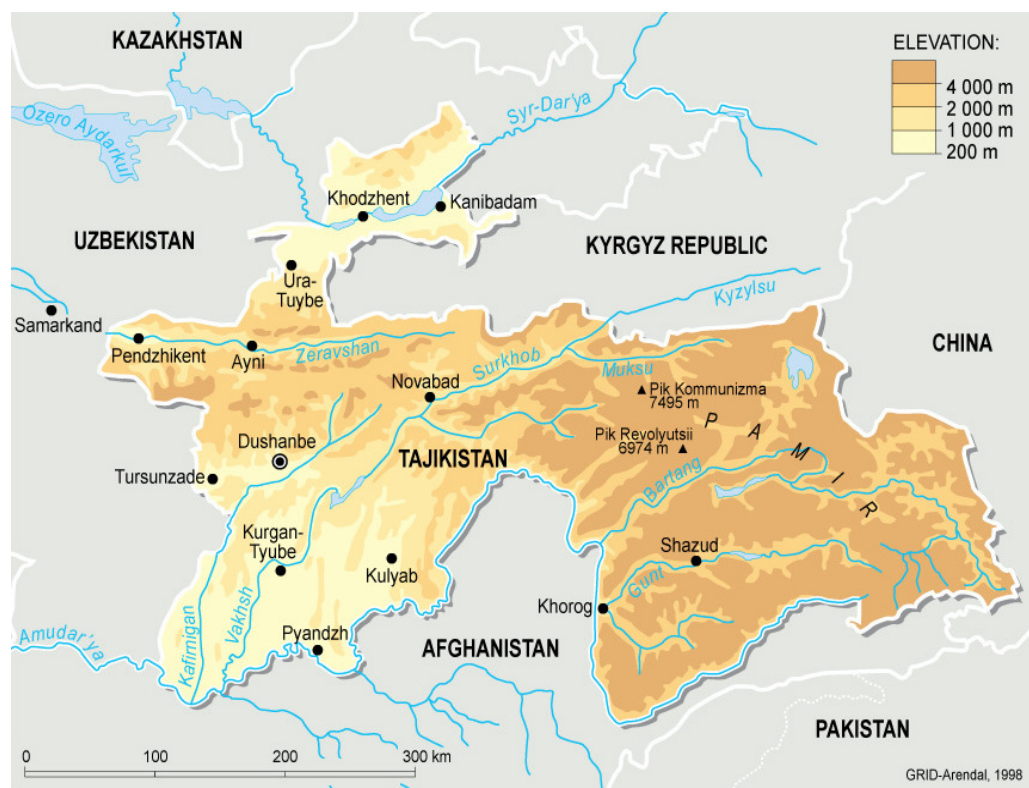 KAZAKHSTAN
ELEVATION:
4 000 m
2 000 m
1 000 m
200 m
Ozero Aydarkul'
Syr-Dar'ya
Khodzhent
Kanibadam
UZBEKISTAN
KYRGYZ REPUBLIC
Ura-
Tuybe
Kyzylsu
Samarkand
Pendzhikent
Ayni
Zeravshan
Surkhob
Muksu
CHINA
Novabad
Pik Kommunizma
7495 m
PAMIR
Pik Revolyutsii
6974 m
Dushanbe
TAJIKISTAN
Tursunzade
Bartang
Kurgan-
Tyube
Kulyab
Shazud
Gunt
Khorog
Vakhsh
Kafirnigan
Pyandzh
Amudar'ya
AFGHANISTAN
PAKISTAN
0 100 200 300 km
GRID-Arendal, 1998